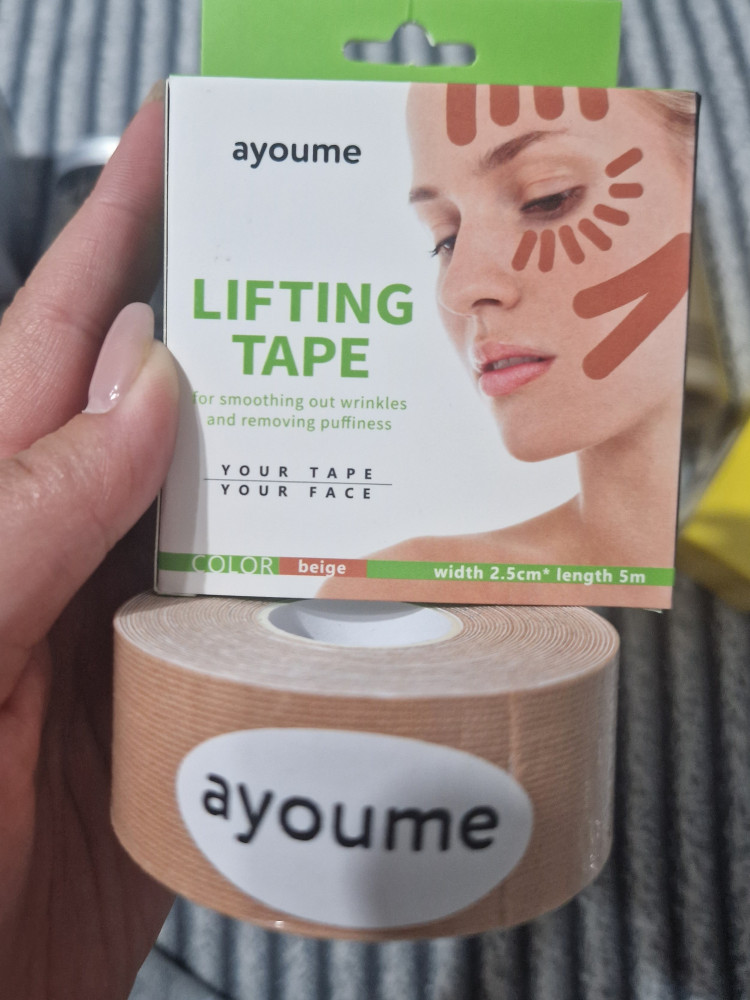 ayoume
LIFTING
TAPE
for smoothing out wrinkles
and removing puffiness
YOUR TAPE
YOUR FACE
COLOR beige width 2.5cm* length 5m
ayoume